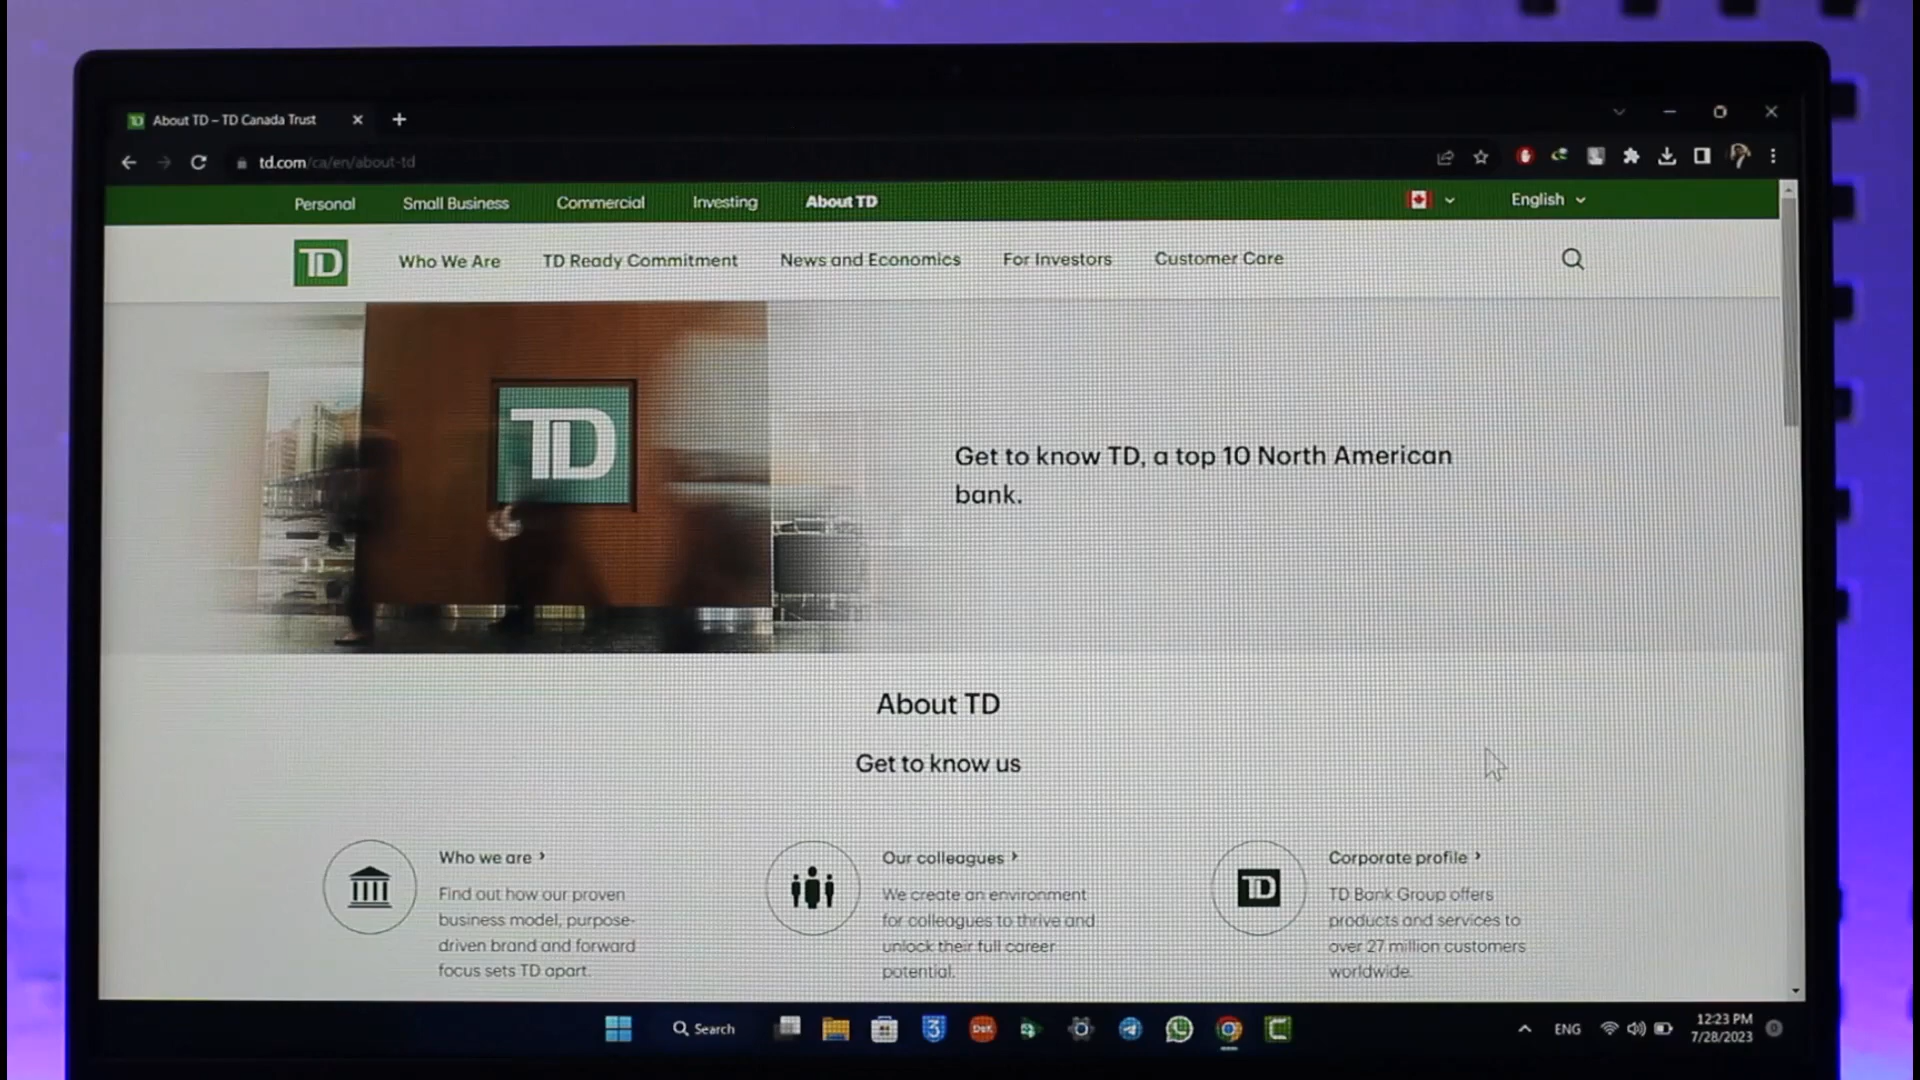 About TD – TD Canada Trust
td.com/ca/en/about-td
Personal Small Business Commercial Investing About TD English
TD Who We Are TD Ready Commitment News and Economics For Investors Customer Care
TD
Get to know TD, a top 10 North American
bank.
About TD
Get to know us
Who we are ›
Find out how our proven
business model, purpose-
driven brand and forward
focus sets TD apart.
Our colleagues ›
We create an environment
for colleagues to thrive and
unlock their full career
potential.
TD
Corporate profile ›
TD Bank Group offers
products and services to
over 27 million customers
worldwide.
Search
ENG
12:23 PM
7/28/2023